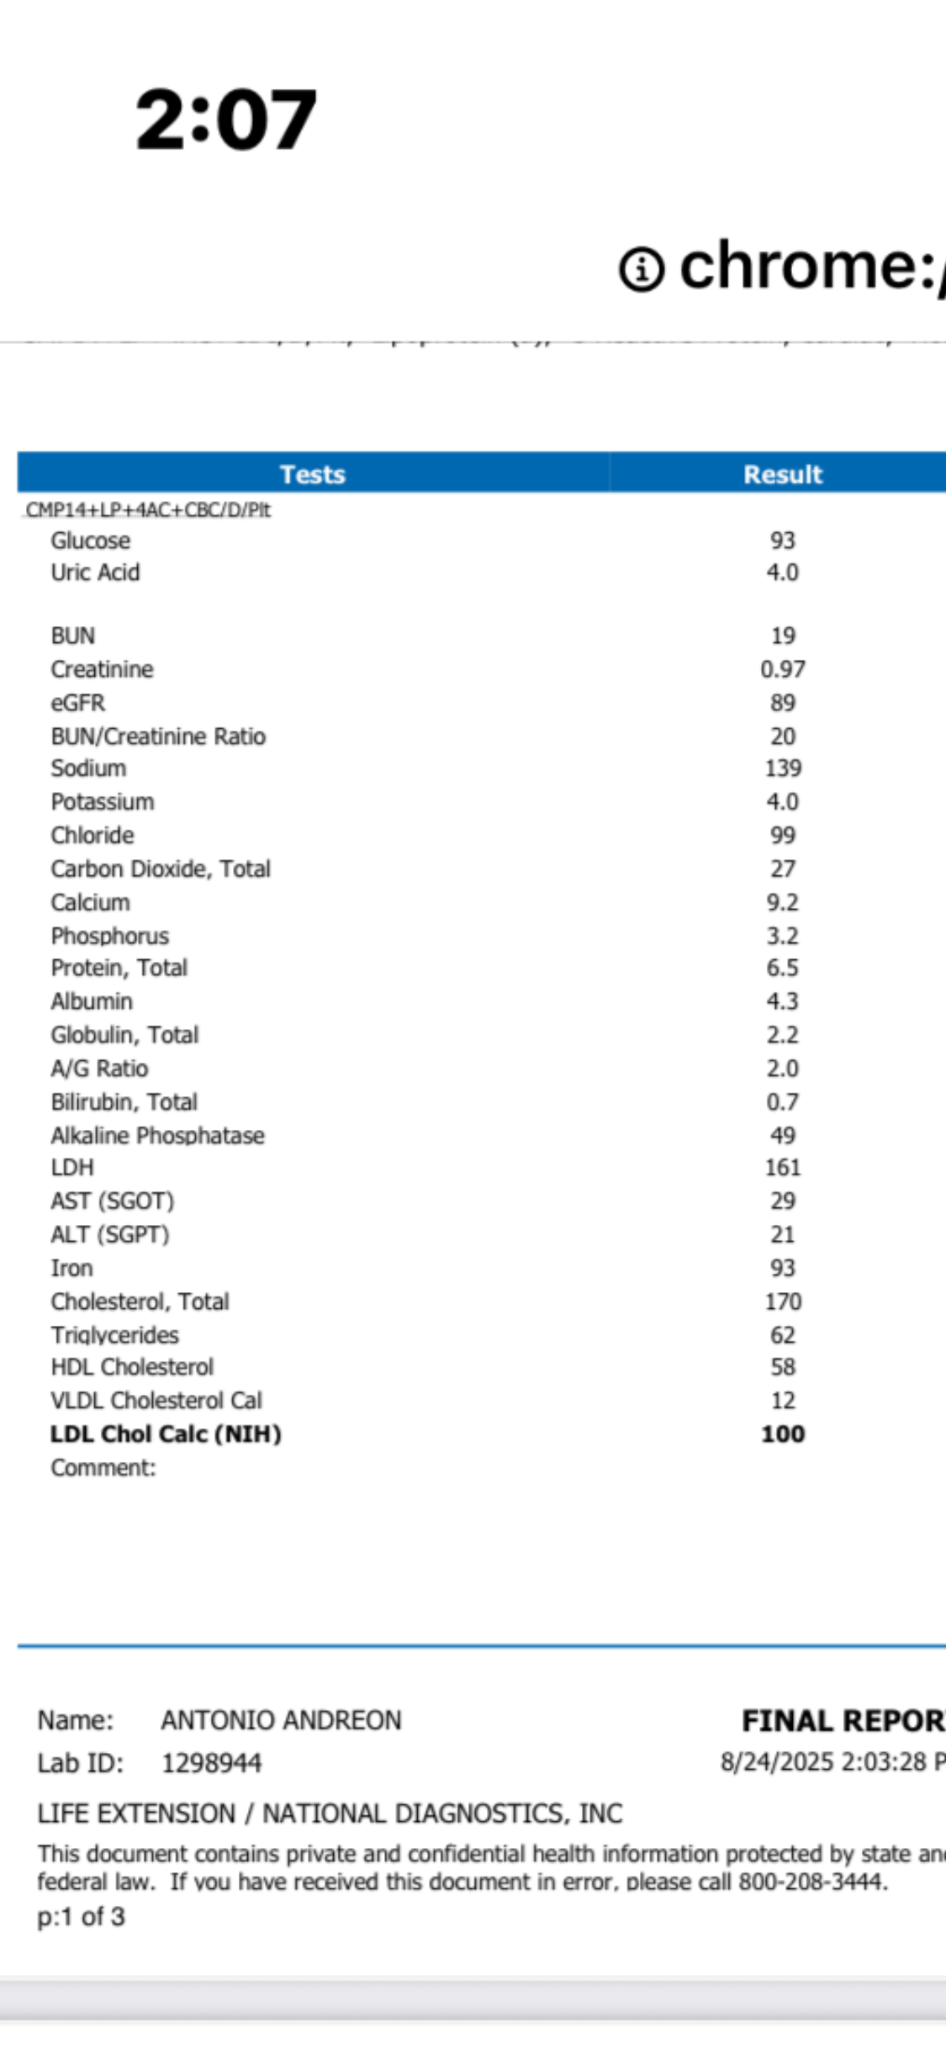 2:07
chrome:/
Tests Result
CMP14+LP+4AC+CBC/D/Plt
Glucose 93
Uric Acid 4.0
BUN 19
Creatinine 0.97
eGFR 89
BUN/Creatinine Ratio 20
Sodium 139
Potassium 4.0
Chloride 99
Carbon Dioxide, Total 27
Calcium 9.2
Phosphorus 3.2
Protein, Total 6.5
Albumin 4.3
Globulin, Total 2.2
A/G Ratio 2.0
Bilirubin, Total 0.7
Alkaline Phosphatase 49
LDH 161
AST (SGOT) 29
ALT (SGPT) 21
Iron 93
Cholesterol, Total 170
Triglycerides 62
HDL Cholesterol 58
VLDL Cholesterol Cal 12
LDL Chol Calc (NIH) 100
Comment:
Name: ANTONIO ANDREON FINAL REPOR
Lab ID: 1298944 8/24/2025 2:03:28 P
LIFE EXTENSION / NATIONAL DIAGNOSTICS, INC
This document contains private and confidential health information protected by state an
federal law. If you have received this document in error, please call 800-208-3444.
p:1 of 3